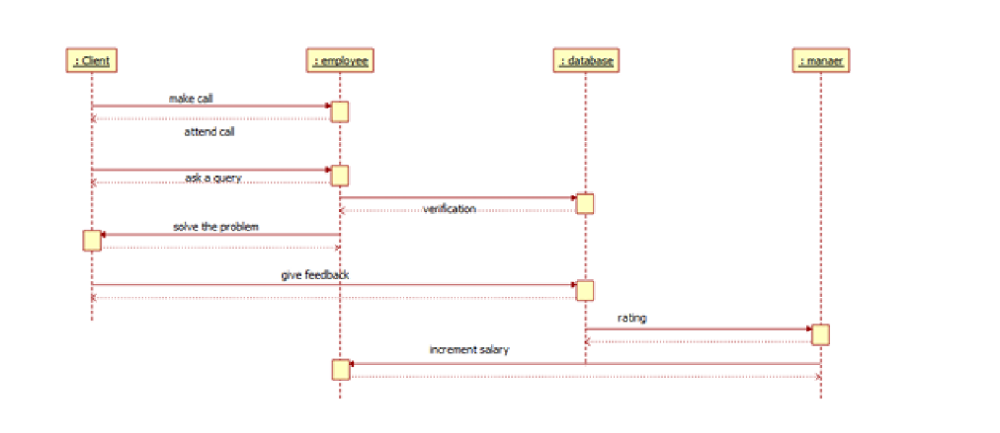 : Client
: employee
: database
: manaer
make call
attend call
ask a query
verification
solve the problem
give feedback
rating
increment salary